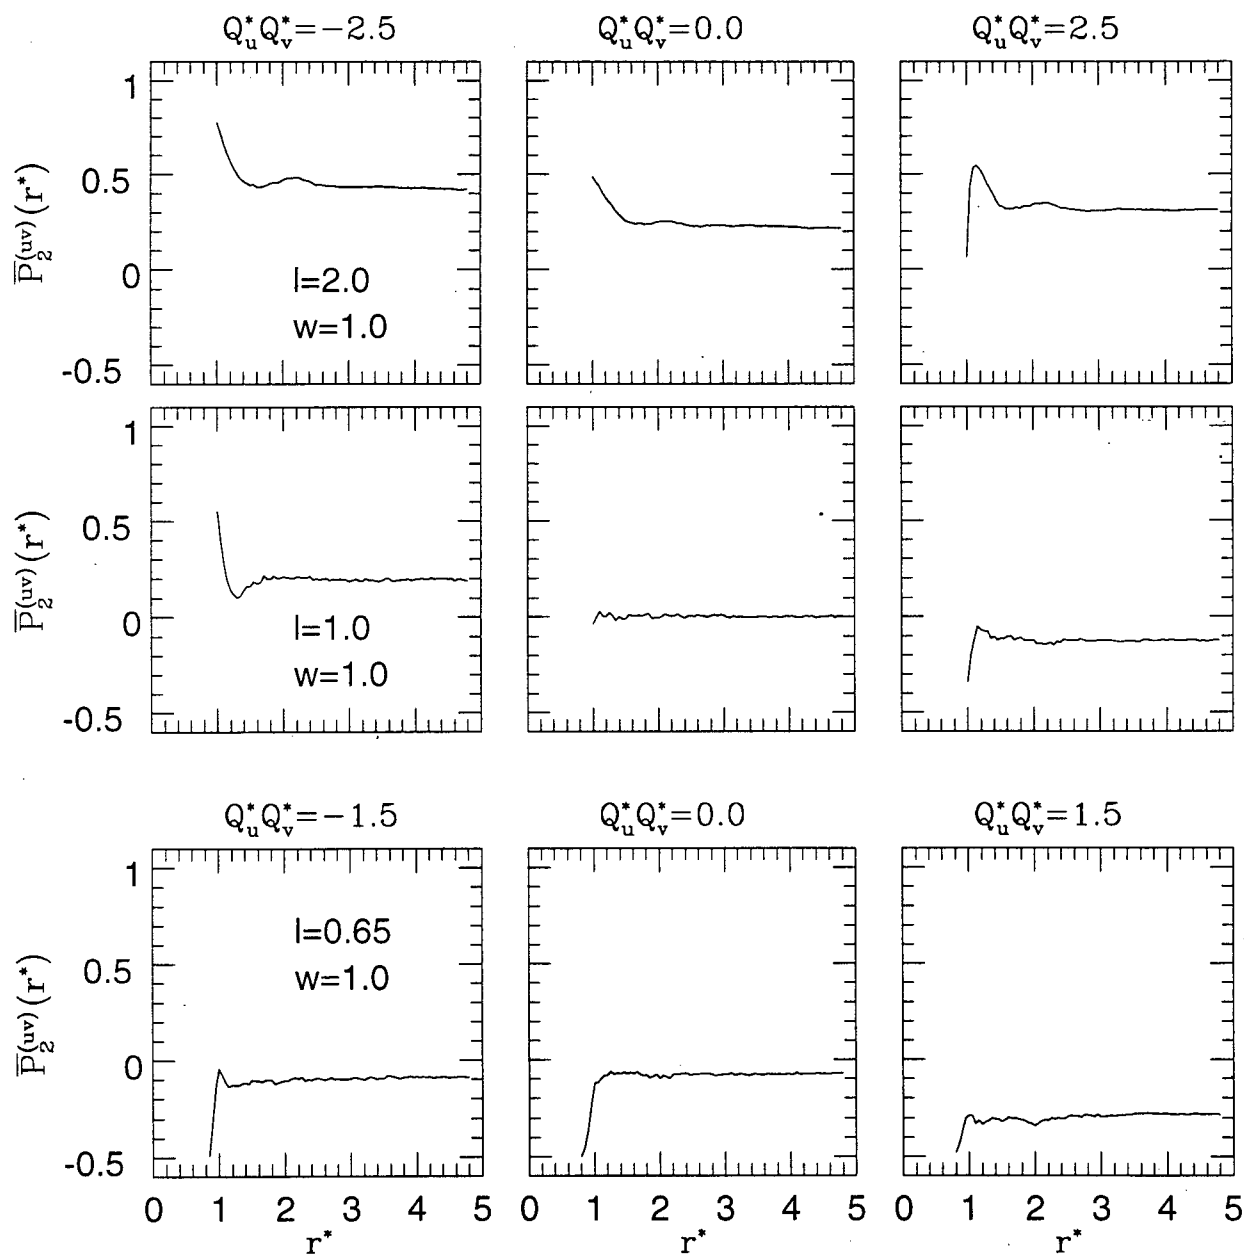 Q*uQ*v=−2.5 Q*uQ*v=0.0 Q*uQ*v=2.5
1
0.5
0
-0.5
P̅₂⁽ᵘᵛ⁾(r*)
l=2.0
w=1.0
1
0.5
0
-0.5
P̅₂⁽ᵘᵛ⁾(r*)
l=1.0
w=1.0
Q*uQ*v=−1.5 Q*uQ*v=0.0 Q*uQ*v=1.5
1
0.5
0
-0.5
P̅₂⁽ᵘᵛ⁾(r*)
l=0.65
w=1.0
0 1 2 3 4 5 0 1 2 3 4 5 0 1 2 3 4 5
r* r* r*